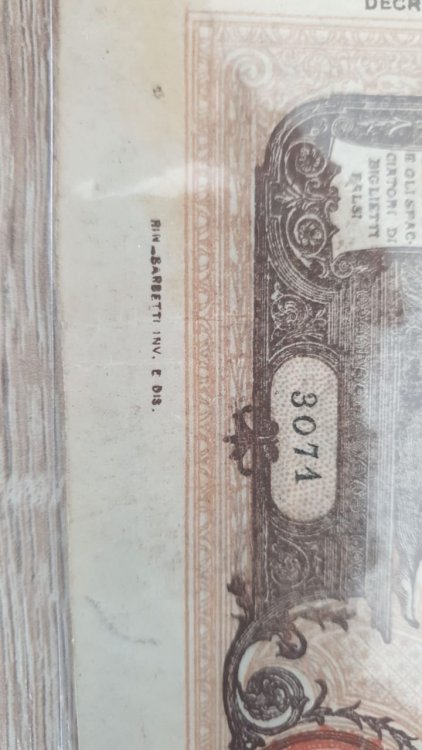 DECR
E GLI SPAC-
CIATORI DI
BIGLIETTI
FALSI
RIN-BARBETTI INV. E DIS.
3071